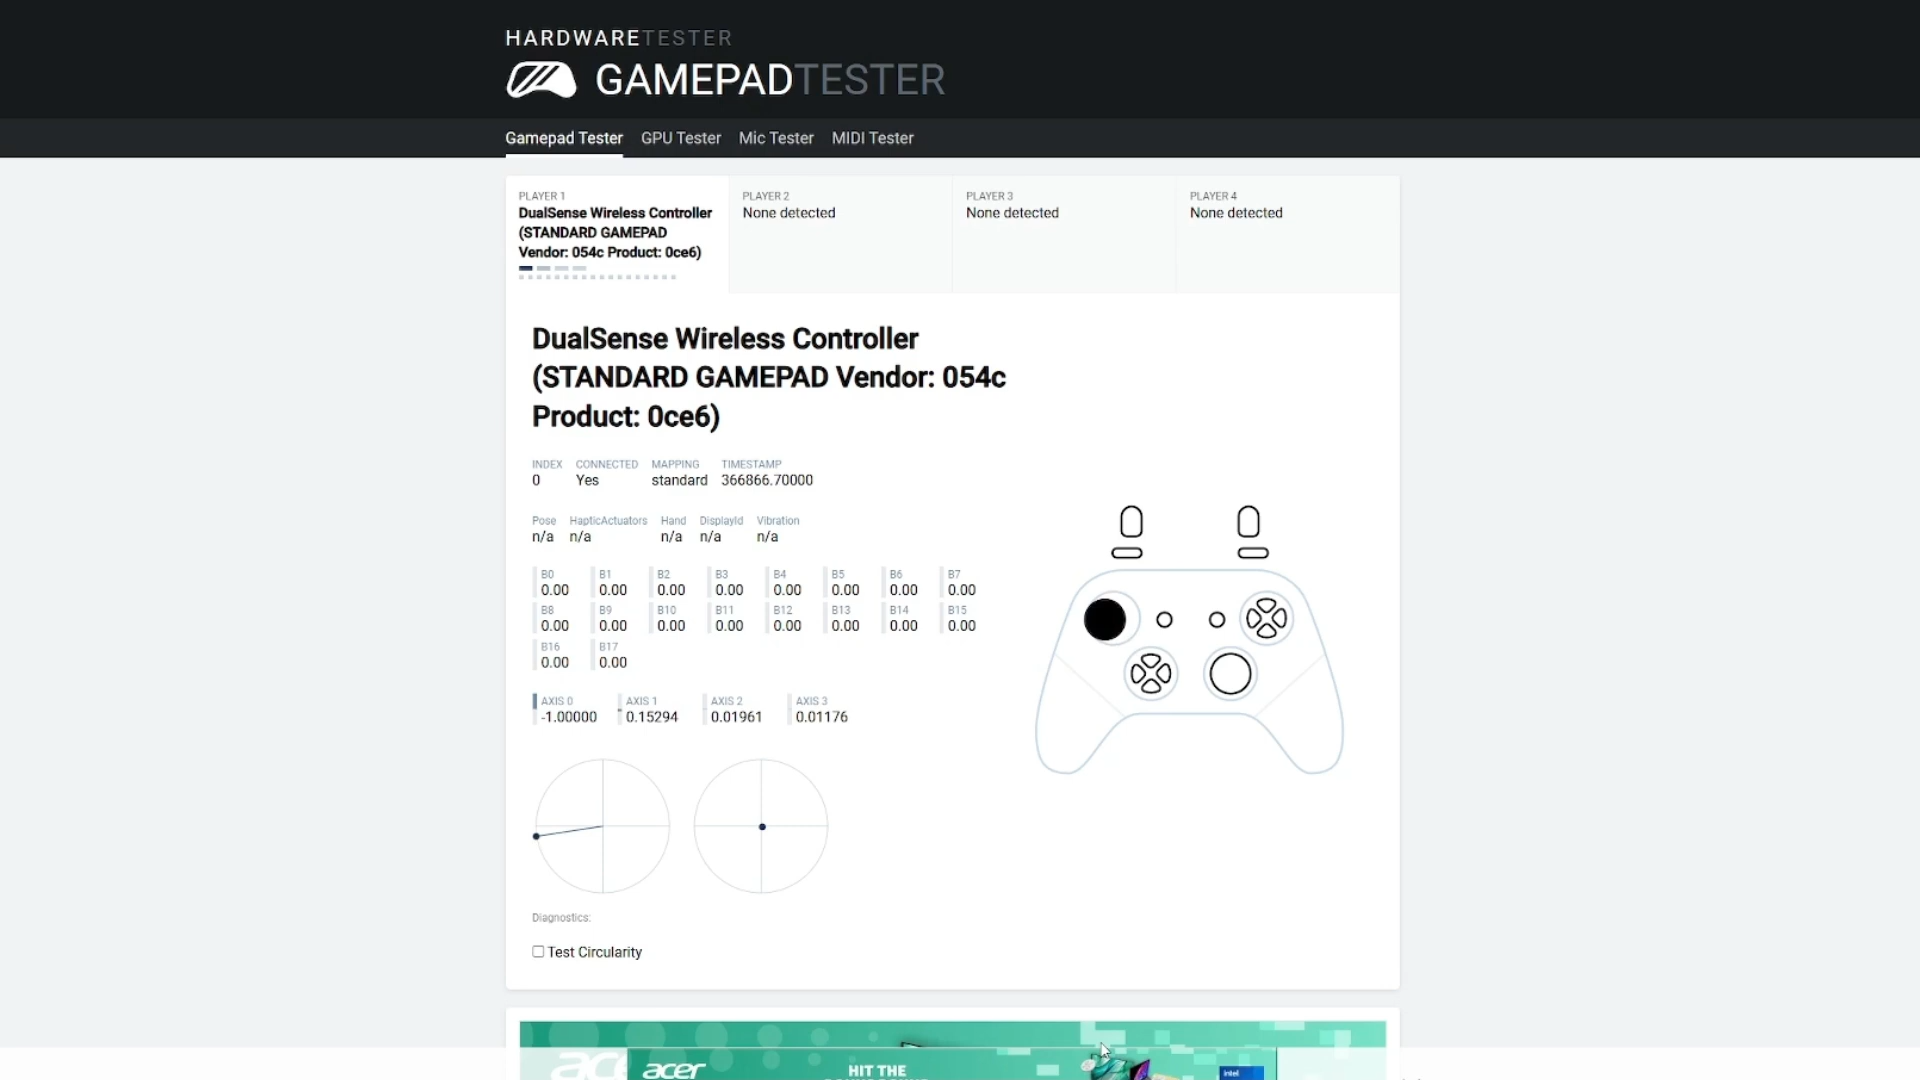 HARDWARETESTER
GAMEPADTESTER
Gamepad Tester GPU Tester Mic Tester MIDI Tester
PLAYER 1 PLAYER 2 PLAYER 3 PLAYER 4
DualSense Wireless Controller None detected None detected None detected
(STANDARD GAMEPAD
Vendor: 054c Product: 0ce6)
DualSense Wireless Controller
(STANDARD GAMEPAD Vendor: 054c
Product: 0ce6)
INDEX CONNECTED MAPPING TIMESTAMP
0 Yes standard 366866.70000
Pose HapticActuators Hand DisplayId Vibration
n/a n/a n/a n/a n/a
B0 B1 B2 B3 B4 B5 B6 B7
0.00 0.00 0.00 0.00 0.00 0.00 0.00 0.00
B8 B9 B10 B11 B12 B13 B14 B15
0.00 0.00 0.00 0.00 0.00 0.00 0.00 0.00
B16 B17
0.00 0.00
AXIS 0 AXIS 1 AXIS 2 AXIS 3
-1.00000 0.15294 0.01961 0.01176
Diagnostics:
Test Circularity
acer HIT THE
intel